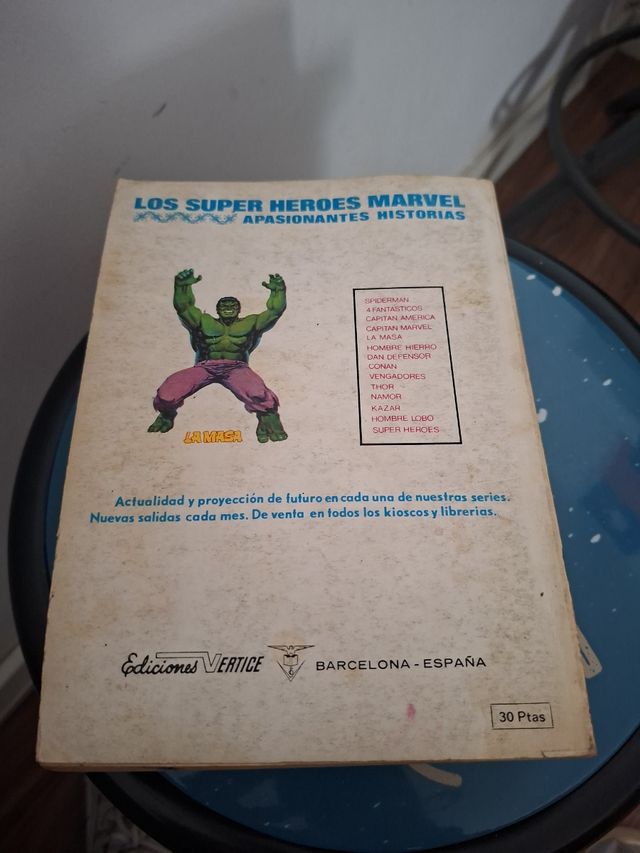 LOS SUPER HEROES MARVEL
APASIONANTES HISTORIAS
SPIDERMAN
4 FANTASTICOS
CAPITAN AMERICA
CAPITAN MARVEL
LA MASA
HOMBRE HIERRO
DAN DEFENSOR
CONAN
VENGADORES
THOR
NAMOR
KAZAR
HOMBRE LOBO
SUPER HEROES
LA MASA
Actualidad y proyección de futuro en cada una de nuestras series.
Nuevas salidas cada mes. De venta en todos los kioscos y librerias.
Ediciones VERTICE BARCELONA - ESPAÑA
30 Ptas